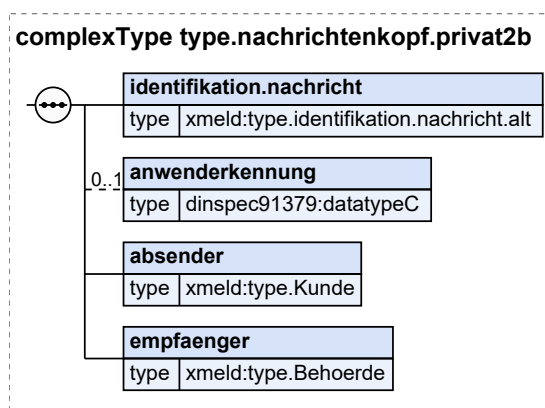 complexType type.nachrichtenkopf.privat2b
identifikation.nachricht
type xmeld:type.identifikation.nachricht.alt
0..1
anwenderkennung
type dinspec91379:datatypeC
absender
type xmeld:type.Kunde
empfaenger
type xmeld:type.Behoerde